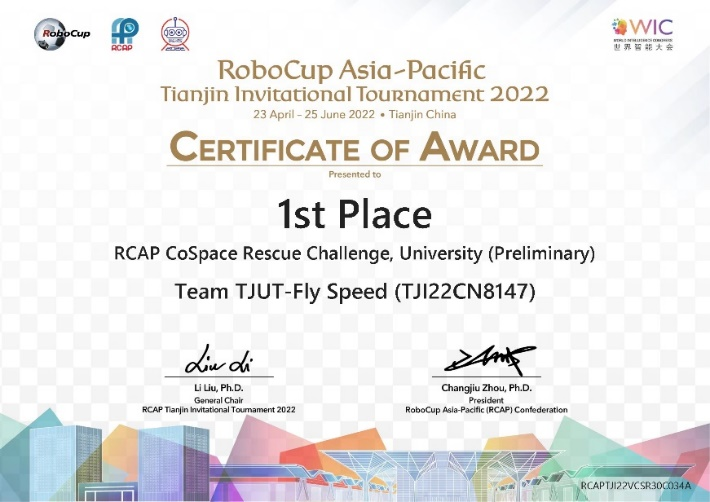 RoboCup
RCAP
WIC
WORLD INTELLIGENCE CONGRESS
世界智能大会
RoboCup Asia-Pacific
Tianjin Invitational Tournament 2022
23 April - 25 June 2022 • Tianjin China
CERTIFICATE OF AWARD
Presented to
1st Place
RCAP CoSpace Rescue Challenge, University (Preliminary)
Team TJUT-Fly Speed (TJI22CN8147)
Liu Li
Li Liu, Ph.D.
General Chair
RCAP Tianjin Invitational Tournament 2022
Changjiu Zhou, Ph.D.
President
RoboCup Asia-Pacific (RCAP) Confederation
RCAPTJI22VCSR30C034A